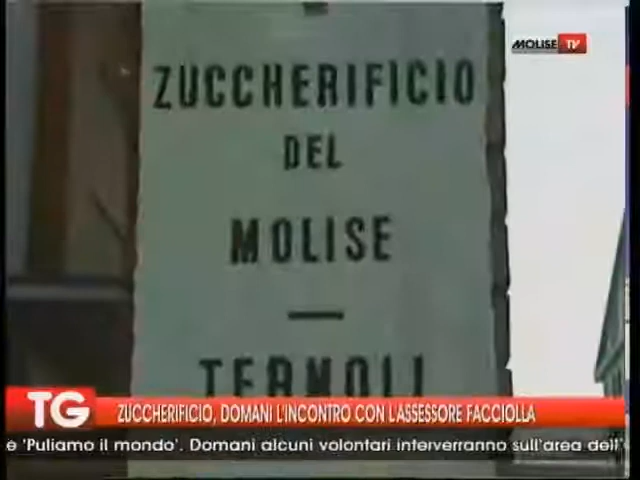 MOLISE TV
ZUCCHERIFICIO
DEL
MOLISE
—
TERMOLI
TG ZUCCHERIFICIO, DOMANI L'INCONTRO CON L'ASSESSORE FACCIOLLA
e 'Puliamo il mondo'. Domani alcuni volontari interverranno sull'area dell'